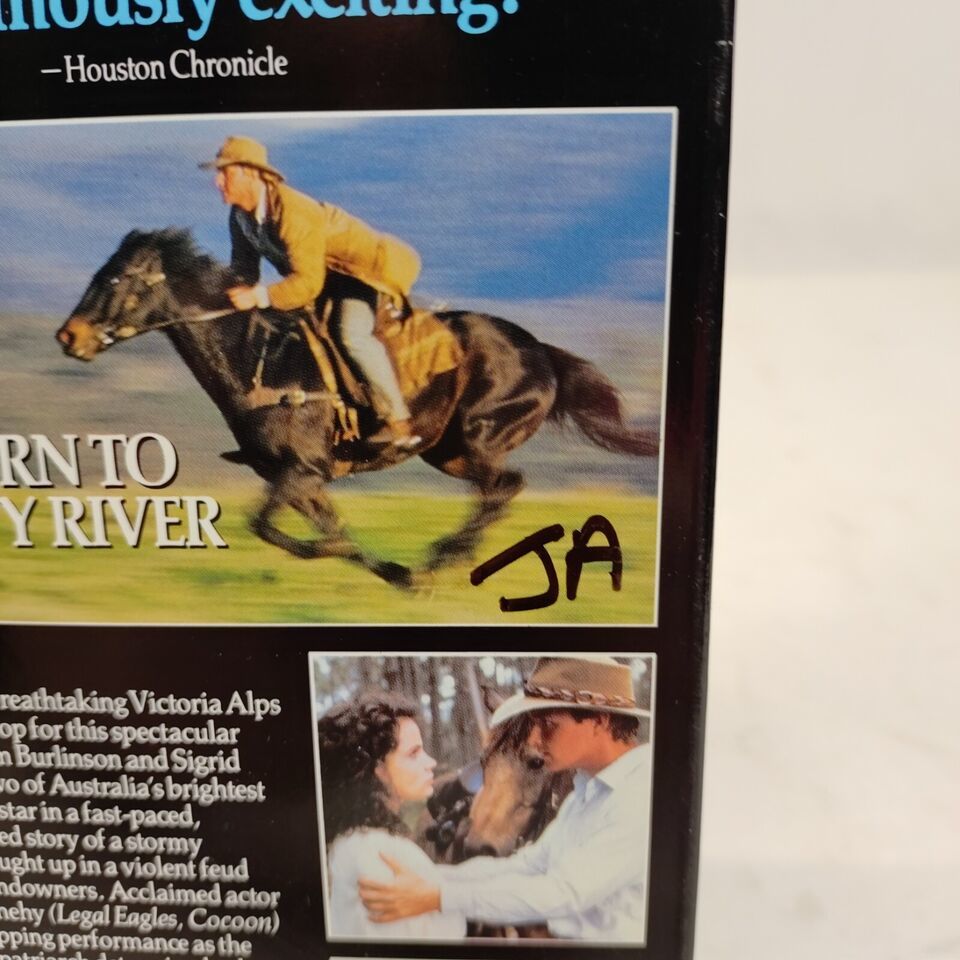 exciting!
–Houston Chronicle
RN TO
Y RIVER
JA
reathtaking Victoria Alps
op for this spectacular
n Burlinson and Sigrid
wo of Australia's brightest
star in a fast-paced,
ed story of a stormy
ught up in a violent feud
ndowners. Acclaimed actor
nehy (Legal Eagles, Cocoon)
pping performance as the